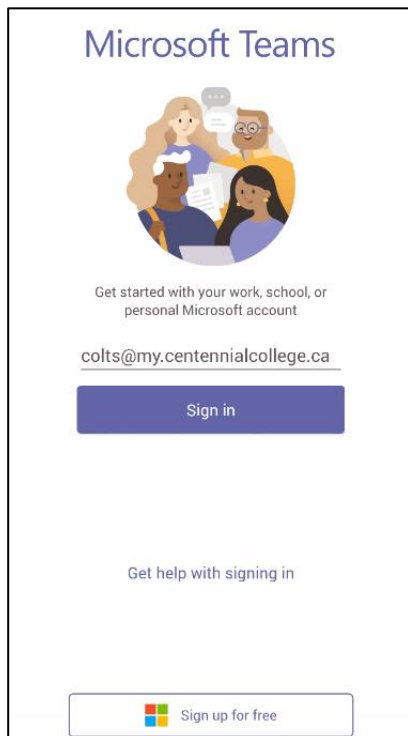 Microsoft Teams
Get started with your work, school, or
personal Microsoft account
colts@my.centennialcollege.ca
Sign in
Get help with signing in
Sign up for free